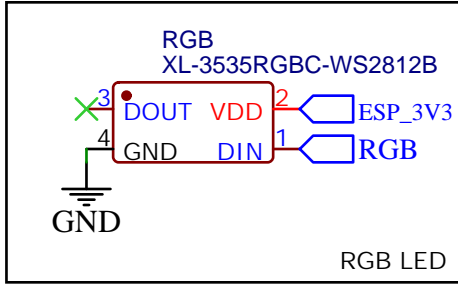 RGB
XL-3535RGBC-WS2812B
3 DOUT VDD 2 ESP_3V3
4 GND DIN 1 RGB
GND
RGB LED